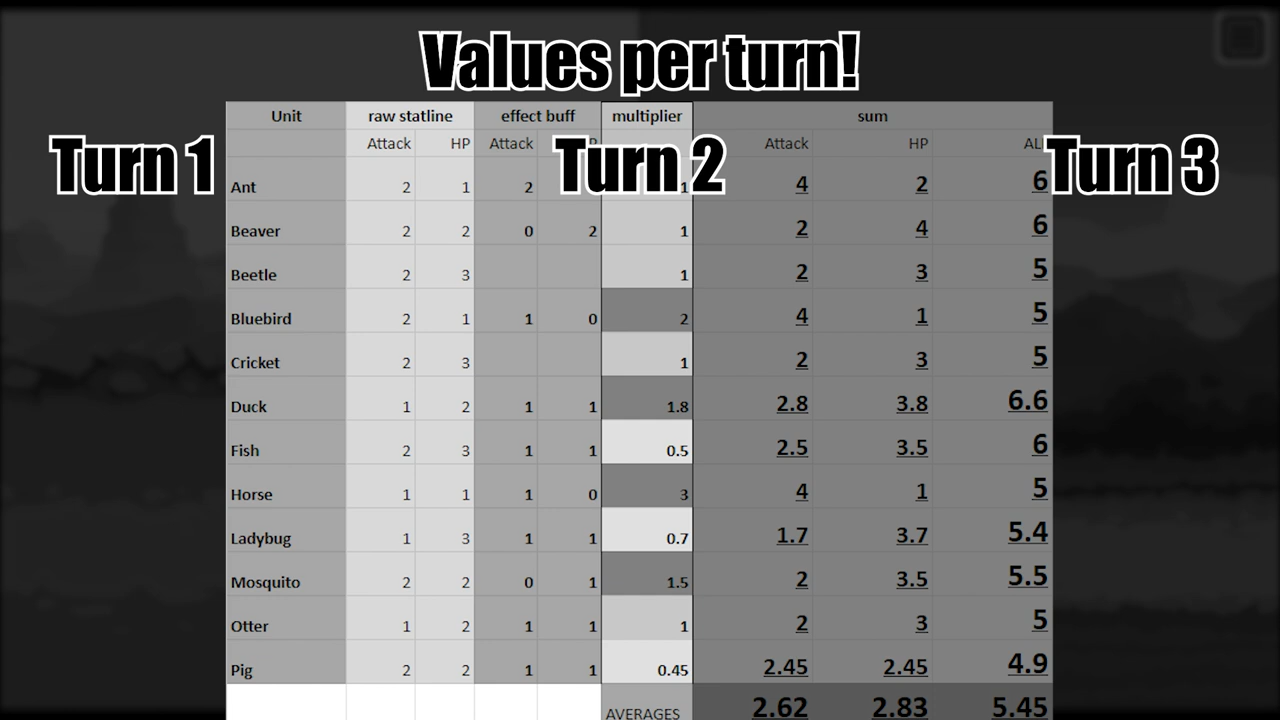 Values per turn!
Unit raw statline effect buff multiplier sum
Attack HP Attack Attack HP
Turn 1 Turn 2 Turn 3
Ant 2 1 2 1 4 2 6
Beaver 2 2 0 2 1 2 4 6
Beetle 2 3 1 2 3 5
Bluebird 2 1 1 0 2 4 1 5
Cricket 2 3 1 2 3 5
Duck 1 2 1 1 1.8 2.8 3.8 6.6
Fish 2 3 1 1 0.5 2.5 3.5 6
Horse 1 1 1 0 3 4 1 5
Ladybug 1 3 1 1 0.7 1.7 3.7 5.4
Mosquito 2 2 0 1 1.5 2 3.5 5.5
Otter 1 2 1 1 1 2 3 5
Pig 2 2 1 1 0.45 2.45 2.45 4.9
AVERAGES 2.62 2.83 5.45